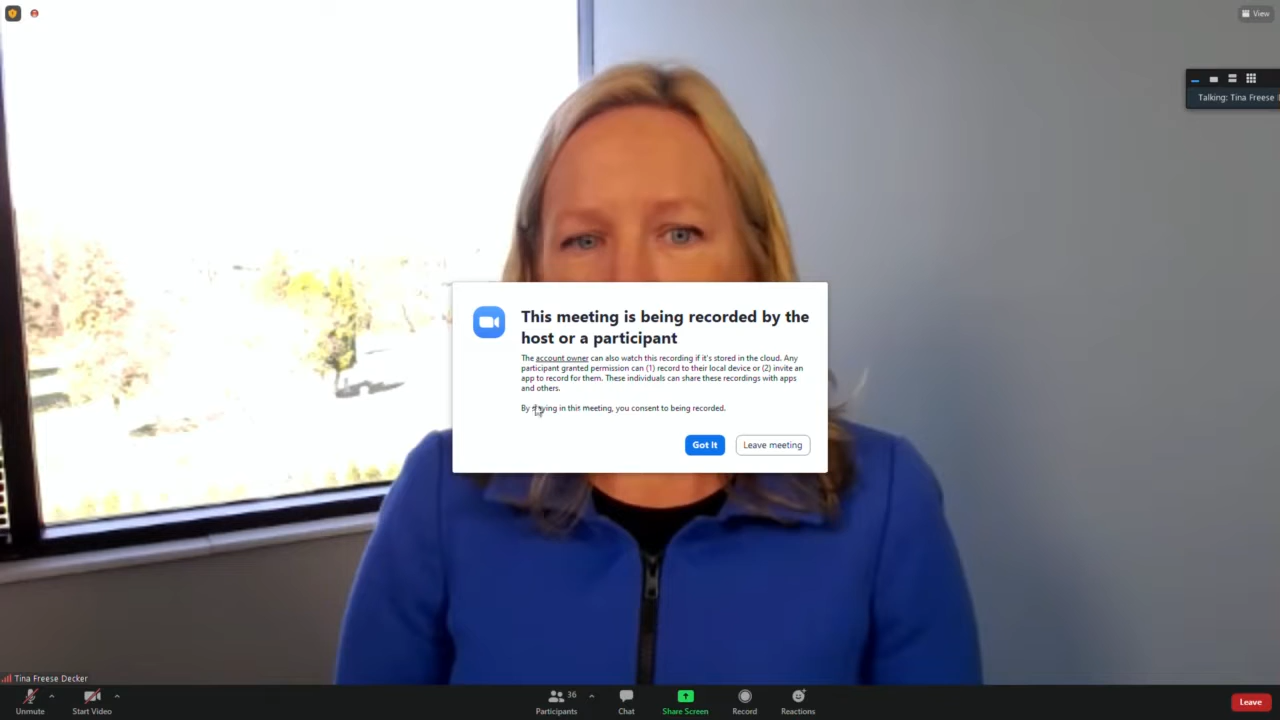 View
Talking: Tina Freese
This meeting is being recorded by the
host or a participant
The account owner can also watch this recording if it's stored in the cloud. Any
participant granted permission can (1) record to their local device or (2) invite an
app to record for them. These individuals can share these recordings with apps
and others.
By staying in this meeting, you consent to being recorded.
Got It
Leave meeting
Tina Freese Decker
Unmute
Start Video
36
Participants
Chat
Share Screen
Record
Reactions
Leave